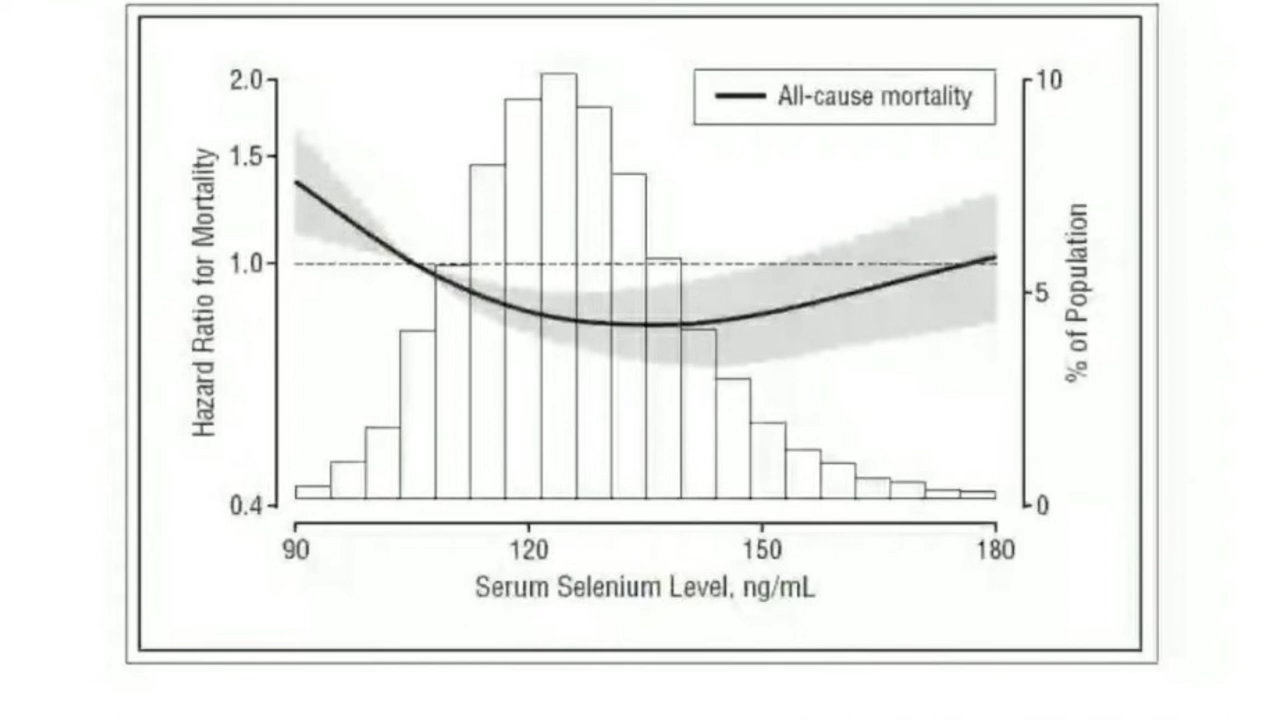 2.0
1.5
1.0
0.4
Hazard Ratio for Mortality
All-cause mortality
10
5
0
% of Population
90 120 150 180
Serum Selenium Level, ng/mL